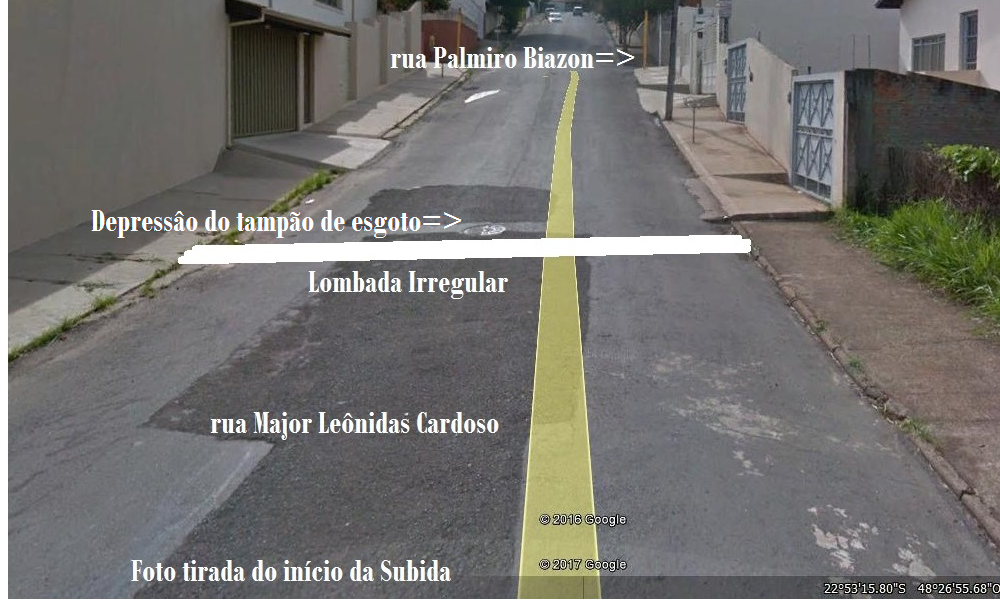 rua Palmiro Biazon=>
Depressâo do tampão de esgoto=>
Lombada Irregular
rua Major Leônidas Cardoso
© 2016 Google
© 2017 Google
Foto tirada do início da Subida
22°53'15.80"S 48°26'55.68"O